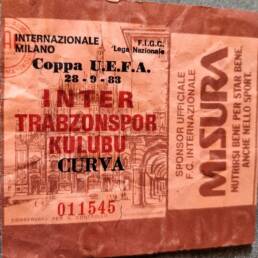 INTERNAZIONALE
MILANO
F.I.G.C.
Lega Nazionale
Coppa U.E.F.A.
28 - 9 - 83
INTER
TRABZONSPOR
KULUBU
CURVA
011545
SPONSOR UFFICIALE
F.C. INTERNAZIONALE
MiSURA
NUTRIRSI BENE PER STAR BENE
ANCHE NELLO SPORT.